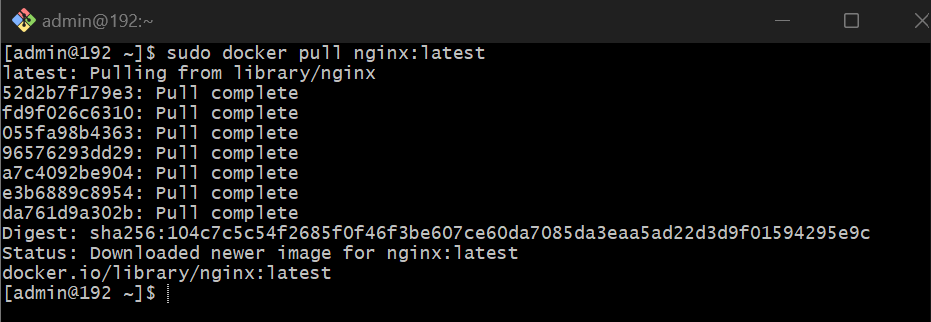 admin@192:~
[admin@192 ~]$ sudo docker pull nginx:latest
latest: Pulling from library/nginx
52d2b7f179e3: Pull complete
fd9f026c6310: Pull complete
055fa98b4363: Pull complete
96576293dd29: Pull complete
a7c4092be904: Pull complete
e3b6889c8954: Pull complete
da761d9a302b: Pull complete
Digest: sha256:104c7c5c54f2685f0f46f3be607ce60da7085da3eaa5ad22d3d9f01594295e9c
Status: Downloaded newer image for nginx:latest
docker.io/library/nginx:latest
[admin@192 ~]$